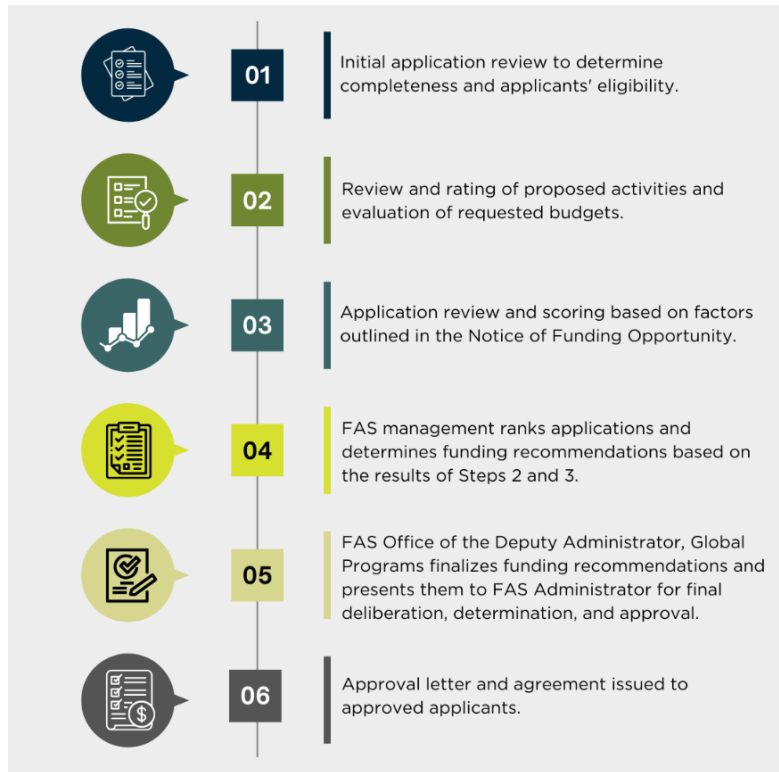 01
Initial application review to determine
completeness and applicants' eligibility.
02
Review and rating of proposed activities and
evaluation of requested budgets.
03
Application review and scoring based on factors
outlined in the Notice of Funding Opportunity.
04
FAS management ranks applications and
determines funding recommendations based on
the results of Steps 2 and 3.
05
FAS Office of the Deputy Administrator, Global
Programs finalizes funding recommendations and
presents them to FAS Administrator for final
deliberation, determination, and approval.
06
$
Approval letter and agreement issued to
approved applicants.